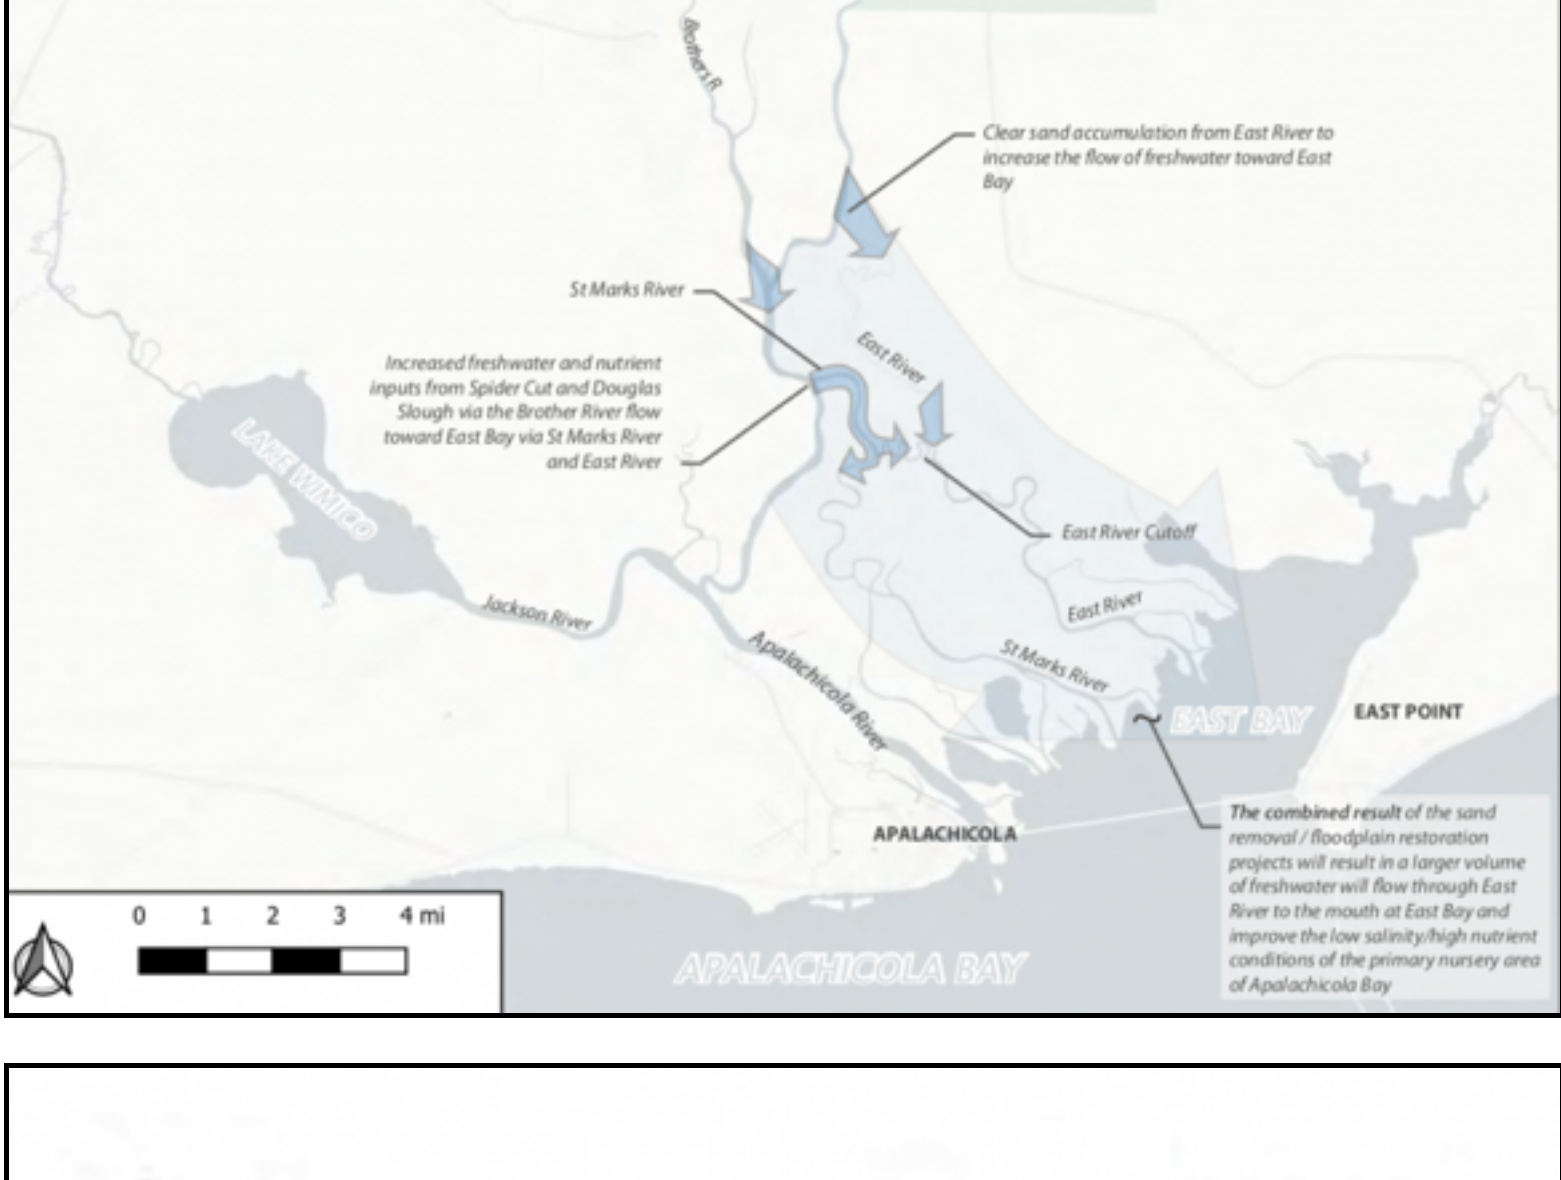 Brothers R
Clear sand accumulation from East River to
increase the flow of freshwater toward East
Bay
St Marks River
East River
Increased freshwater and nutrient
inputs from Spider Cut and Douglas
Slough via the Brother River flow
toward East Bay via St Marks River
and East River
LAKE WIMICO
East River Cutoff
Jackson River
East River
Apalachicola River
St Marks River
EAST BAY
EAST POINT
APALACHICOLA
The combined result of the sand
removal / floodplain restoration
projects will result in a larger volume
of freshwater will flow through East
River to the mouth at East Bay and
improve the low salinity/high nutrient
conditions of the primary nursery area
of Apalachicola Bay
0 1 2 3 4 mi
APALACHICOLA BAY